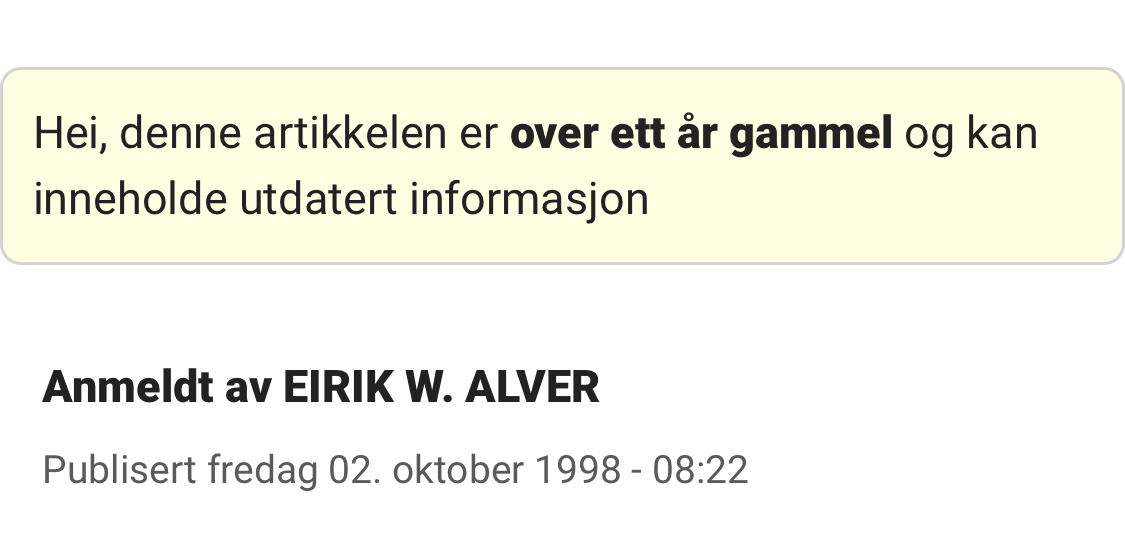 Hei, denne artikkelen er over ett år gammel og kan
inneholde utdatert informasjon
Anmeldt av EIRIK W. ALVER
Publisert fredag 02. oktober 1998 - 08:22